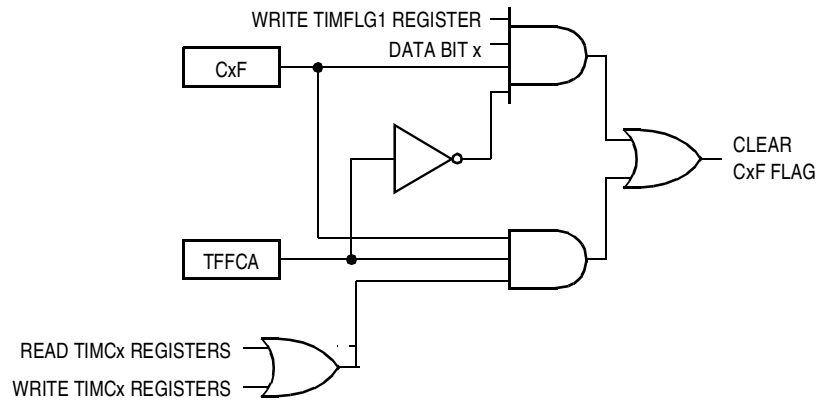 WRITE TIMFLG1 REGISTER
DATA BIT x
CxF
CLEAR
CxF FLAG
TFFCA
READ TIMCx REGISTERS
WRITE TIMCx REGISTERS